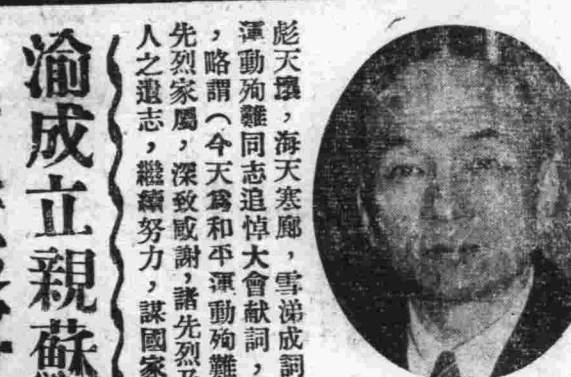 彪天壤，海天寒廊，雪涕成詞
運動殉難同志追悼大會献詞，
，略謂（今天爲和平運動殉難
先烈家屬，深致感謝，諸先烈及
人之遺志，繼續努力，謀國家
渝成立親蘇